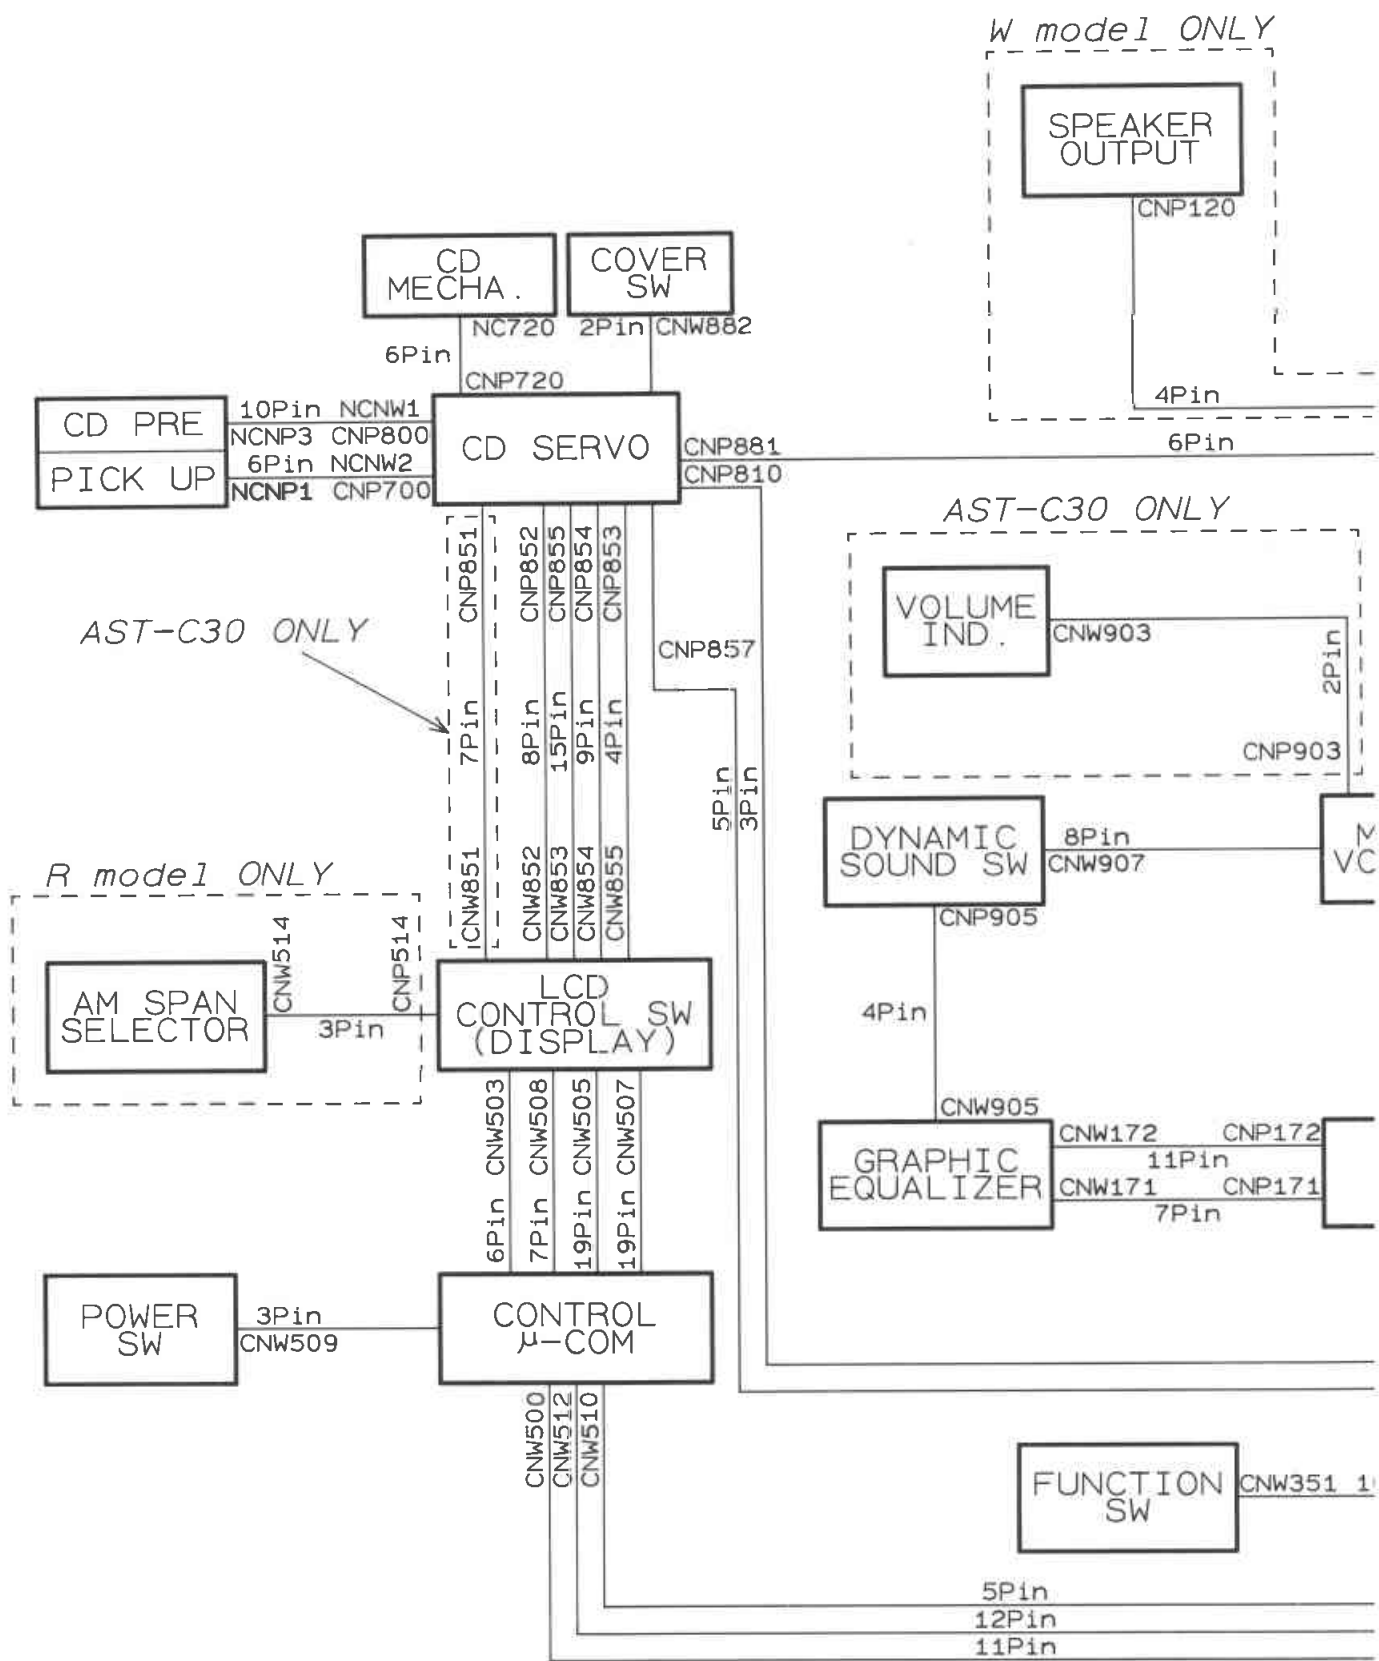 W model ONLY
SPEAKER
OUTPUT
CNP120
4Pin
CD
MECHA.
NC720
6Pin
CNP720
COVER
SW
2Pin CNW882
CD PRE
PICK UP
10Pin NCNW1
NCNP3 CNP800
6Pin NCNW2
NCNP1 CNP700
CD SERVO
CNP881
CNP810
6Pin
AST-C30 ONLY
VOLUME
IND.
CNW903
2Pin
CNP903
AST-C30 ONLY
CNP851
CNP852
CNP855
CNP854
CNP853
CNP857
7Pin
8Pin
15Pin
9Pin
4Pin
5Pin
3Pin
CNW851
CNW852
CNW853
CNW854
CNW855
DYNAMIC
SOUND SW
8Pin
CNW907
M
VC
CNP905
4Pin
CNW905
R model ONLY
AM SPAN
SELECTOR
CNW514
CNP514
3Pin
LCD
CONTROL SW
(DISPLAY)
6Pin CNW503
7Pin CNW508
19Pin CNW505
19Pin CNW507
GRAPHIC
EQUALIZER
CNW172 CNP172
11Pin
CNW171 CNP171
7Pin
POWER
SW
3Pin
CNW509
CONTROL
μ-COM
CNW500
CNW512
CNW510
FUNCTION
SW
CNW351
5Pin
12Pin
11Pin